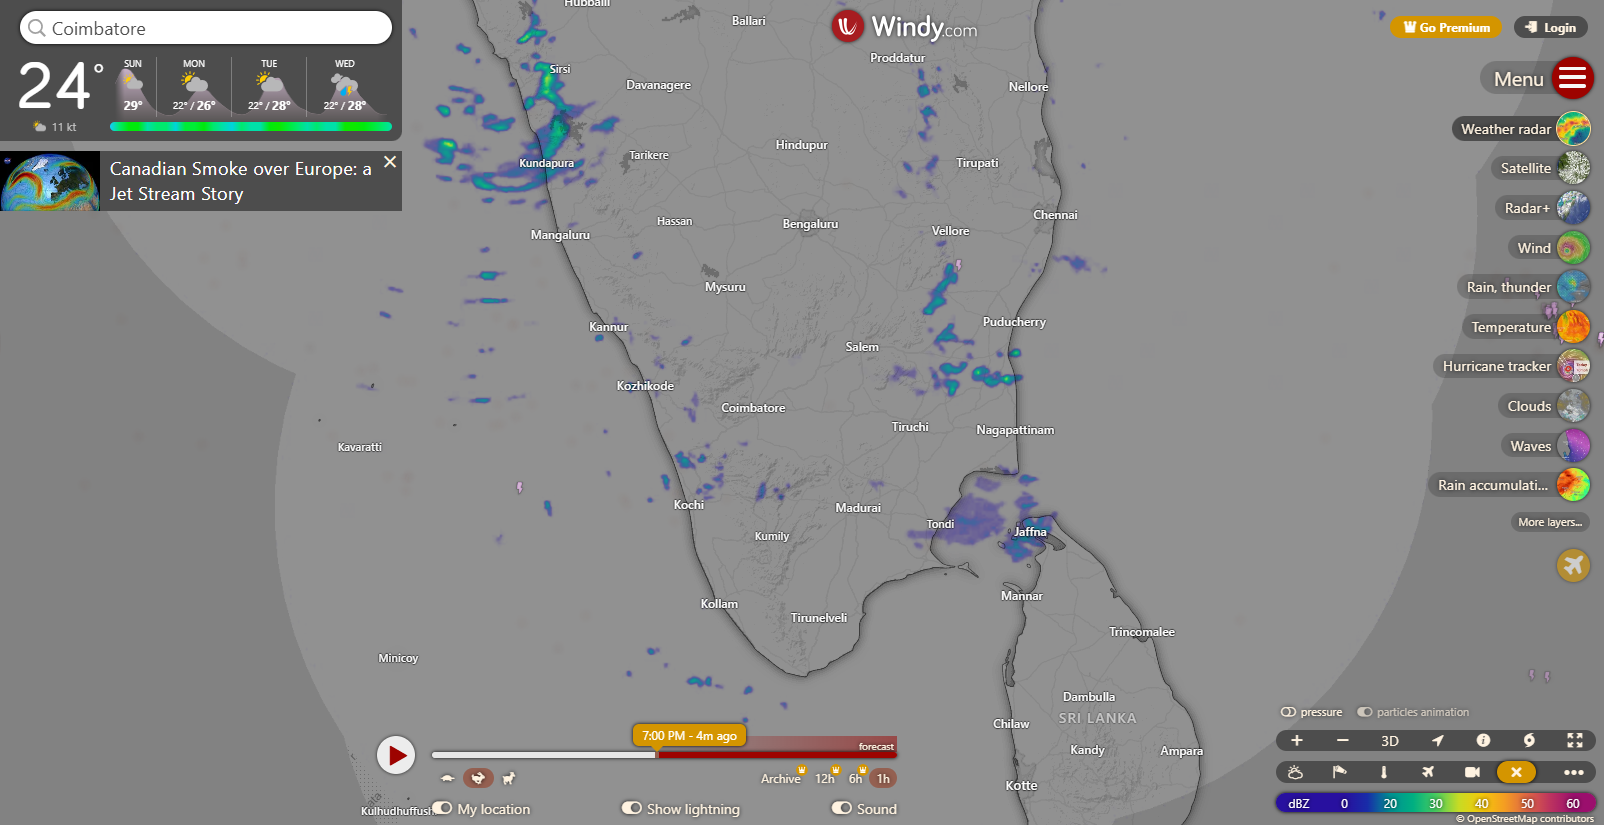 Coimbatore
24°
11 kt
SUN
29°
MON
22° / 26°
TUE
22° / 28°
WED
22° / 28°
Canadian Smoke over Europe: a
Jet Stream Story
Windy.com
Go Premium
Login
Menu
Weather radar
Satellite
Radar+
Wind
Rain, thunder
Temperature
Hurricane tracker
Clouds
Waves
Rain accumulati...
More layers...
Hubballi
Ballari
Proddatur
Sirsi
Davanagere
Nellore
Kundapura
Tarikere
Hindupur
Tirupati
Hassan
Bengaluru
Chennai
Mangaluru
Vellore
Mysuru
Kannur
Puducherry
Salem
Kozhikode
Coimbatore
Tiruchi
Nagapattinam
Kavaratti
Kochi
Madurai
Tondi
Jaffna
Kumily
Kollam
Tirunelveli
Mannar
Trincomalee
Minicoy
Dambulla
SRI LANKA
Chilaw
Kandy
Ampara
Kotte
Kulhudhuffush
7:00 PM - 4m ago
forecast
Archive
12h
6h
1h
My location
Show lightning
Sound
pressure
particles animation
+
−
3D
dBZ
0
20
30
40
50
60
© OpenStreetMap contributors